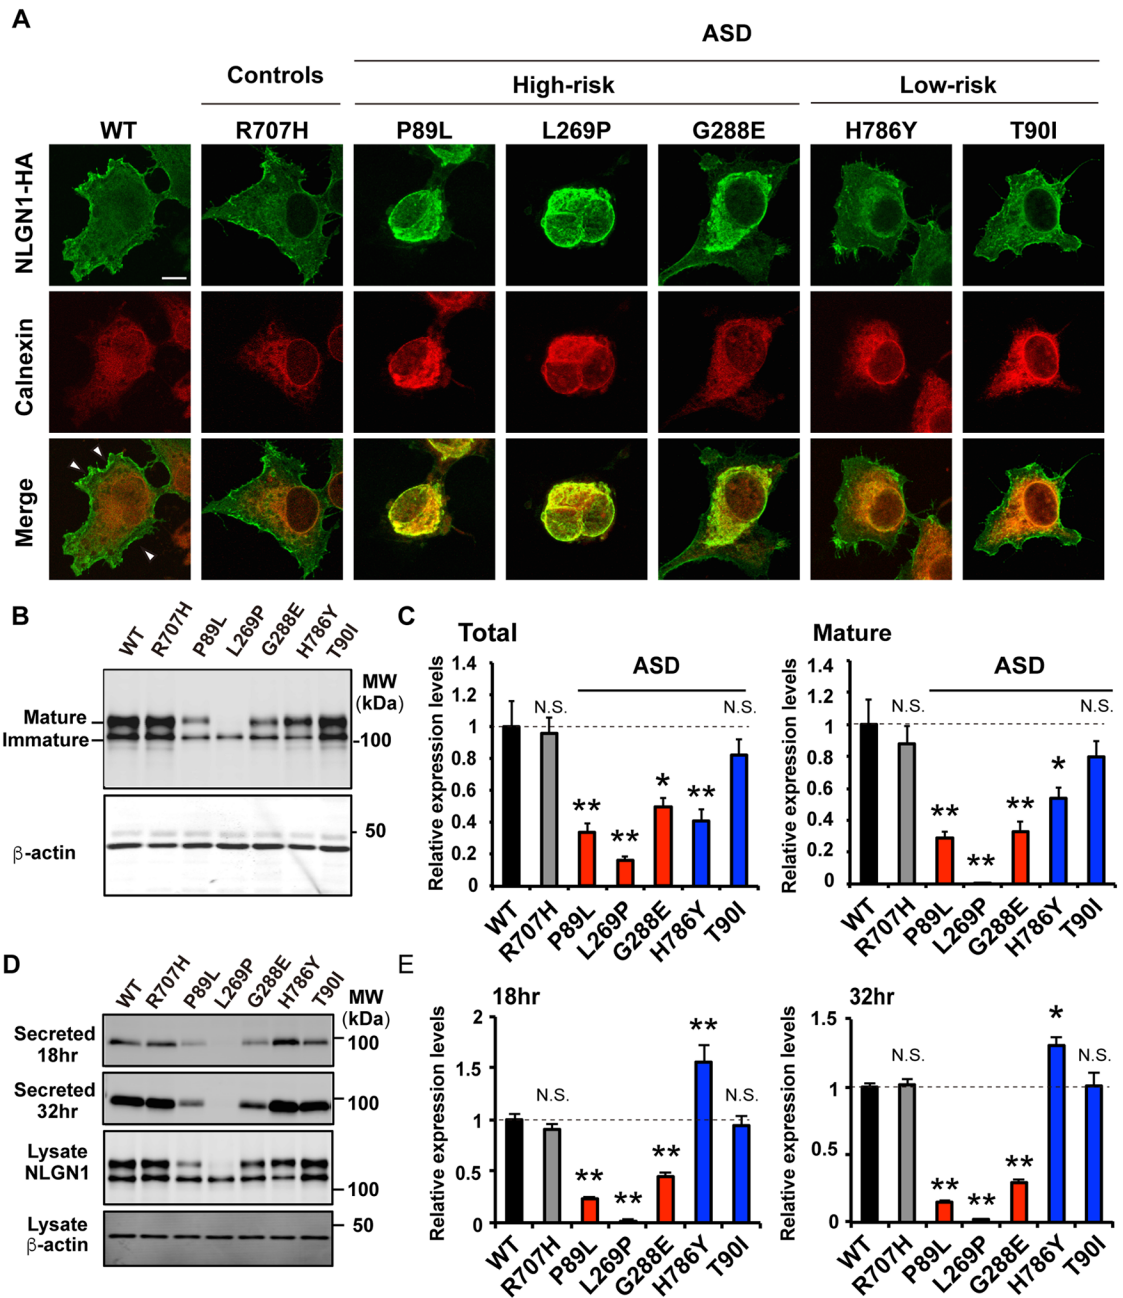 A
ASD
Controls
High-risk
Low-risk
WT R707H P89L L269P G288E H786Y T90I
NLGN1-HA
Calnexin
Merge
B
WT R707H P89L L269P G288E H786Y T90I
MW
(kDa)
Mature
Immature
-100
- 50
β-actin
C
Total
ASD
Relative expression levels
1.4
1.2
1
0.8
0.6
0.4
0.2
0
N.S.
**
**
*
**
N.S.
WT R707H P89L L269P G288E H786Y T90I
Mature
ASD
Relative expression levels
1.4
1.2
1
0.8
0.6
0.4
0.2
0
N.S.
**
**
**
*
N.S.
WT R707H P89L L269P G288E H786Y T90I
D
WT R707H P89L L269P G288E H786Y T90I
MW
(kDa)
Secreted
18hr
100
Secreted
32hr
100
Lysate
NLGN1
100
Lysate
β-actin
50
E
18hr
Relative expression levels
2
1.5
1
0.5
0
N.S.
**
**
**
**
N.S.
WT R707H P89L L269P G288E H786Y T90I
32hr
Relative expression levels
1.5
1
0.5
0
N.S.
**
**
**
*
N.S.
WT R707H P89L L269P G288E H786Y T90I